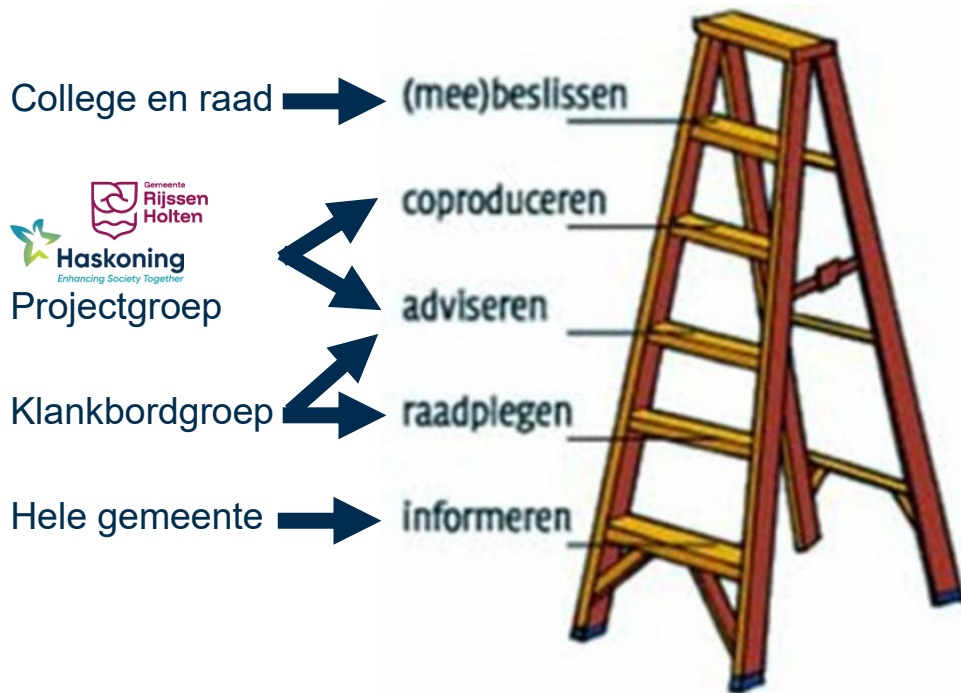 College en raad
(mee)beslissen
Gemeente
Rijssen
Holten
coproduceren
Haskoning
Enhancing Society Together
Projectgroep
adviseren
Klankbordgroep
raadplegen
Hele gemeente
informeren